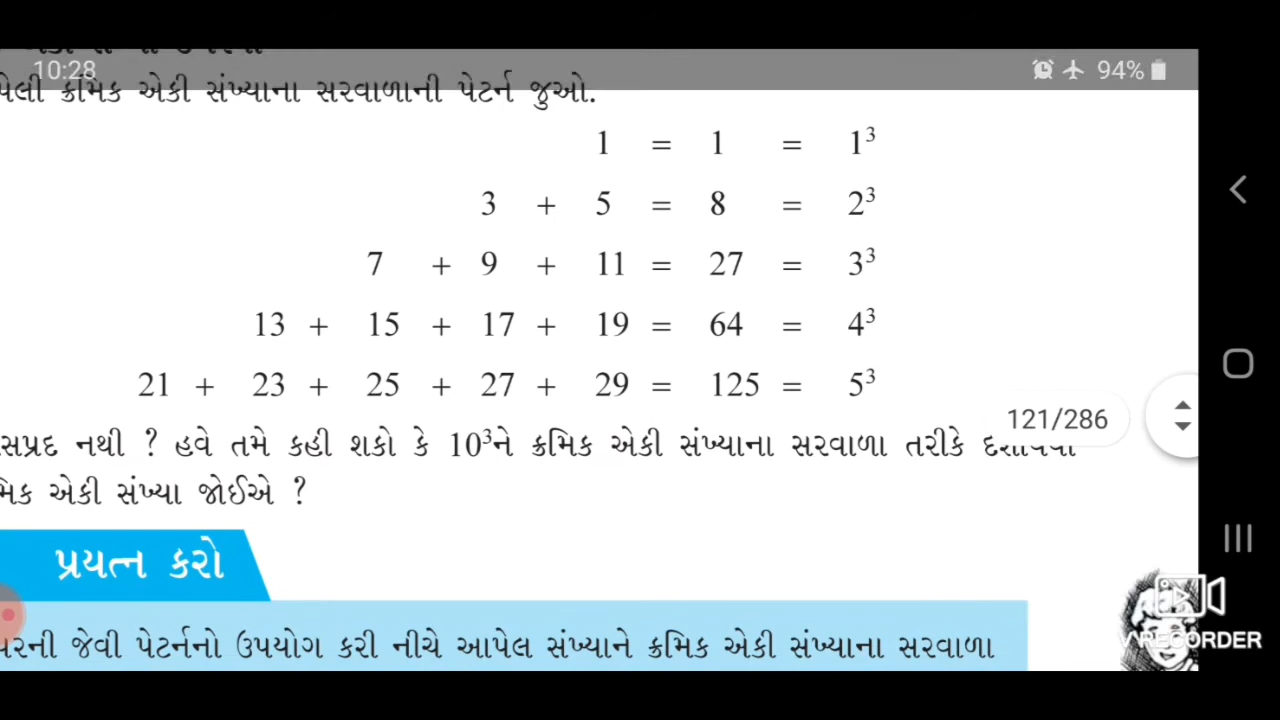 10:28 94%
ક્રમિક એકી સંખ્યાના સરવાળાની પેટર્ન જુઓ.
1 = 1 = 1³
3 + 5 = 8 = 2³
7 + 9 + 11 = 27 = 3³
13 + 15 + 17 + 19 = 64 = 4³
21 + 23 + 25 + 27 + 29 = 125 = 5³
121/286
નથી ? હવે તમે કહી શકો કે 10³ને ક્રમિક એકી સંખ્યાના સરવાળા તરીકે
એકી સંખ્યા જોઈએ ?
પ્રયત્ન કરો
જેવી પેટર્નનો ઉપયોગ કરી નીચે આપેલ સંખ્યાને ક્રમિક એકી સંખ્યાના સરવાળા
V RECORDER